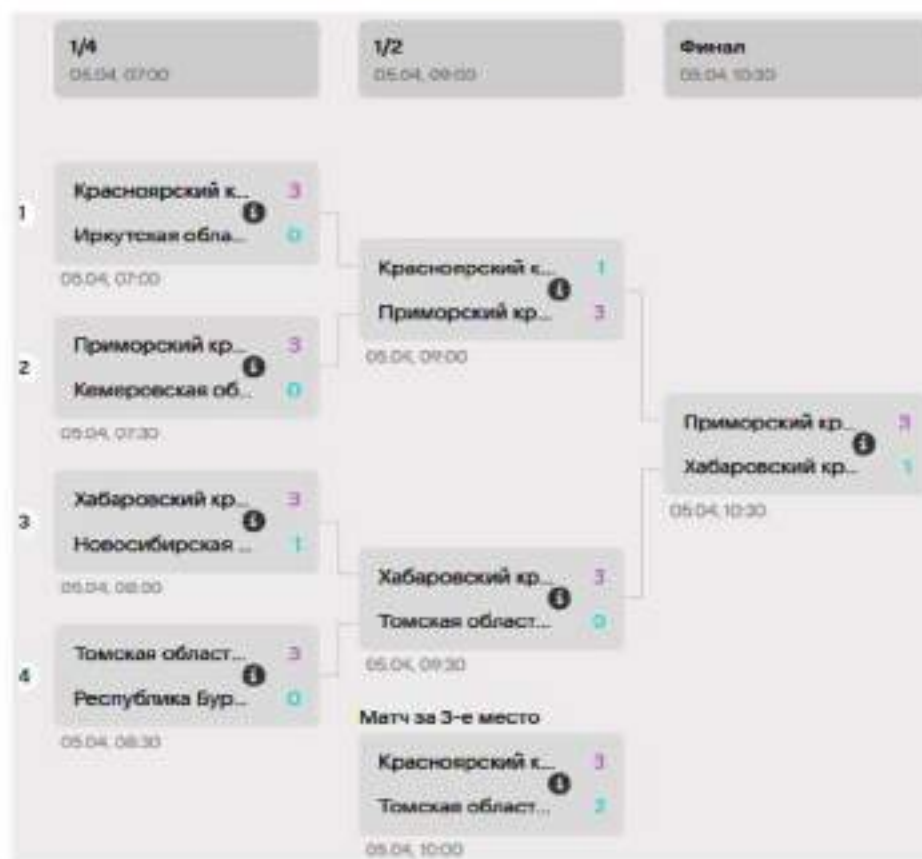 1/4
05.04, 07:00
1/2
05.04, 09:00
Финал
05.04, 10:30
1
Красноярский к... 3
Иркутская обла... 0
05.04, 07:00
2
Приморский кр... 3
Кемеровская об... 0
05.04, 07:30
3
Хабаровский кр... 3
Новосибирская ... 1
05.04, 08:00
4
Томская област... 3
Республика Бур... 0
05.04, 08:30
Красноярский к... 1
Приморский кр... 3
05.04, 09:00
Хабаровский кр... 3
Томская област... 0
05.04, 09:30
Матч за 3-е место
Красноярский к... 3
Томская област...
05.04, 10:00
Приморский кр... 3
Хабаровский кр... 1
05.04, 10:30